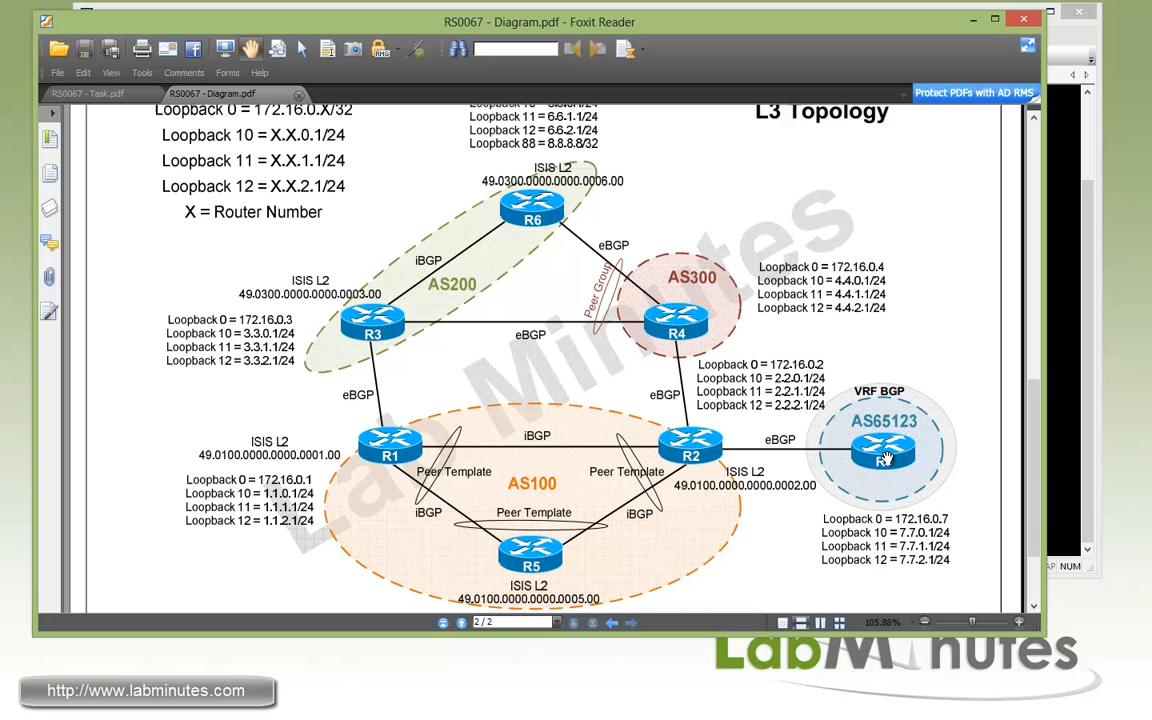 RS0067 - Diagram.pdf - Foxit Reader
File Edit View Tools Comments Forms Help
RS0067 - Task.pdf
RS0067 - Diagram.pdf
Protect PDFs with AD RMS
Loopback 0 = 172.16.0.X/32
Loopback 10 = X.X.0.1/24
Loopback 11 = X.X.1.1/24
Loopback 12 = X.X.2.1/24
X = Router Number
Loopback 11 = 6.6.1.1/24
Loopback 12 = 6.6.2.1/24
Loopback 88 = 8.8.8.8/32
L3 Topology
ISIS L2
49.0300.0000.0000.0006.00
R6
eBGP
iBGP
AS200
Peer Group
AS300
ISIS L2
49.0300.0000.0000.0003.00
R3
eBGP
R4
Loopback 0 = 172.16.0.4
Loopback 10 = 4.4.0.1/24
Loopback 11 = 4.4.1.1/24
Loopback 12 = 4.4.2.1/24
Loopback 0 = 172.16.0.3
Loopback 10 = 3.3.0.1/24
Loopback 11 = 3.3.1.1/24
Loopback 12 = 3.3.2.1/24
eBGP
eBGP
Loopback 0 = 172.16.0.2
Loopback 10 = 2.2.0.1/24
Loopback 11 = 2.2.1.1/24
Loopback 12 = 2.2.2.1/24
VRF BGP
AS65123
ISIS L2
49.0100.0000.0000.0001.00
R1
iBGP
R2
eBGP
Peer Template
Peer Template
ISIS L2
49.0100.0000.0000.0002.00
AS100
Loopback 0 = 172.16.0.1
Loopback 10 = 1.1.0.1/24
Loopback 11 = 1.1.1.1/24
Loopback 12 = 1.1.2.1/24
iBGP
Peer Template
iBGP
Loopback 0 = 172.16.0.7
Loopback 10 = 7.7.0.1/24
Loopback 11 = 7.7.1.1/24
Loopback 12 = 7.7.2.1/24
R5
ISIS L2
49.0100.0000.0000.0005.00
Lab Minutes
2 / 2
105.88%
AP NUM
LabMinutes
http://www.labminutes.com